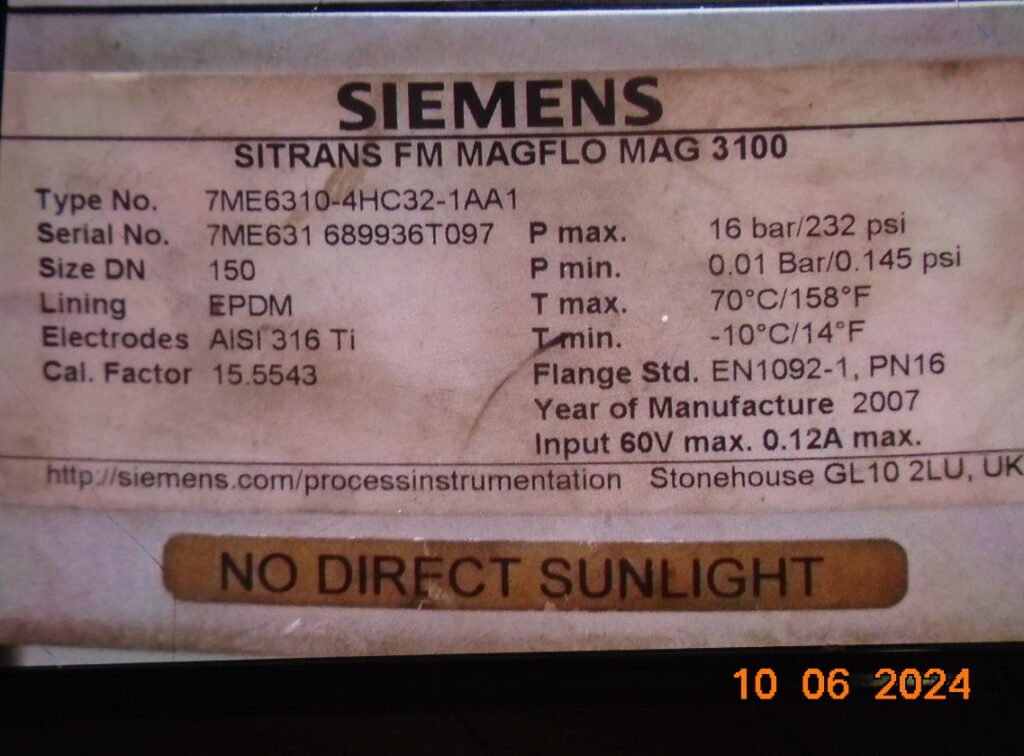 SIEMENS
SITRANS FM MAGFLO MAG 3100
Type No. 7ME6310-4HC32-1AA1
Serial No. 7ME631 689936T097 P max. 16 bar/232 psi
Size DN 150 P min. 0.01 Bar/0.145 psi
Lining EPDM T max. 70°C/158°F
Electrodes AISI 316 Ti T min. -10°C/14°F
Cal. Factor 15.5543 Flange Std. EN1092-1, PN16
Year of Manufacture 2007
Input 60V max. 0.12A max.
http://siemens.com/processinstrumentation Stonehouse GL10 2LU, UK
NO DIRECT SUNLIGHT
10 06 2024